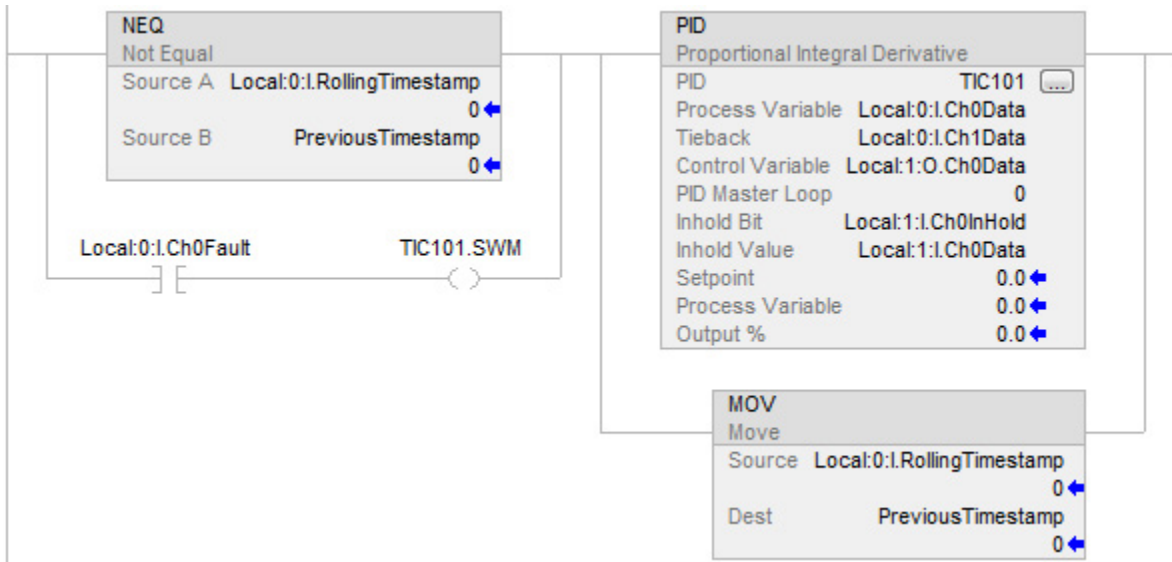 NEQ
Not Equal
Source A Local:0:I.RollingTimestamp
0
Source B PreviousTimestamp
0
Local:0:I.Ch0Fault TIC101.SWM
PID
Proportional Integral Derivative
PID TIC101 ...
Process Variable Local:0:I.Ch0Data
Tieback Local:0:I.Ch1Data
Control Variable Local:1:O.Ch0Data
PID Master Loop 0
Inhold Bit Local:1:I.Ch0InHold
Inhold Value Local:1:I.Ch0Data
Setpoint 0.0
Process Variable 0.0
Output % 0.0
MOV
Move
Source Local:0:I.RollingTimestamp
0
Dest PreviousTimestamp
0